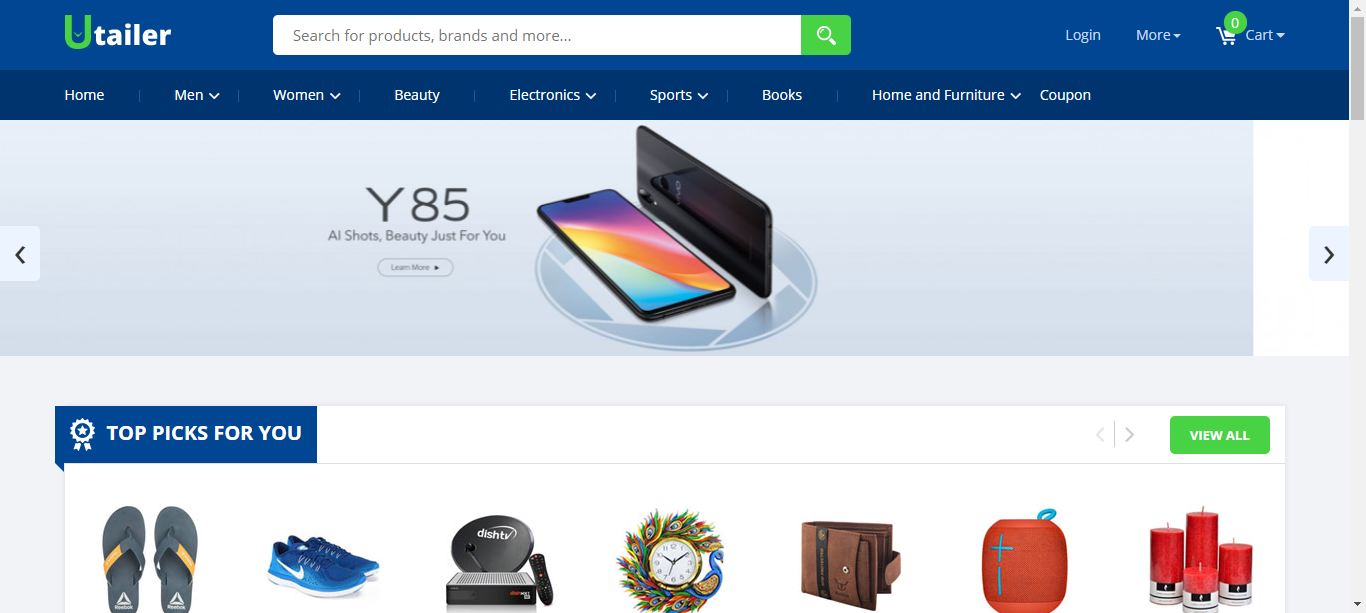 Utailer
Search for products, brands and more...
Login
More
0
Cart
Home
Men
Women
Beauty
Electronics
Sports
Books
Home and Furniture
Coupon
Y85
AI Shots, Beauty Just For You
Learn More
vivo
TOP PICKS FOR YOU
VIEW ALL
Reebok
Reebok
dishtv